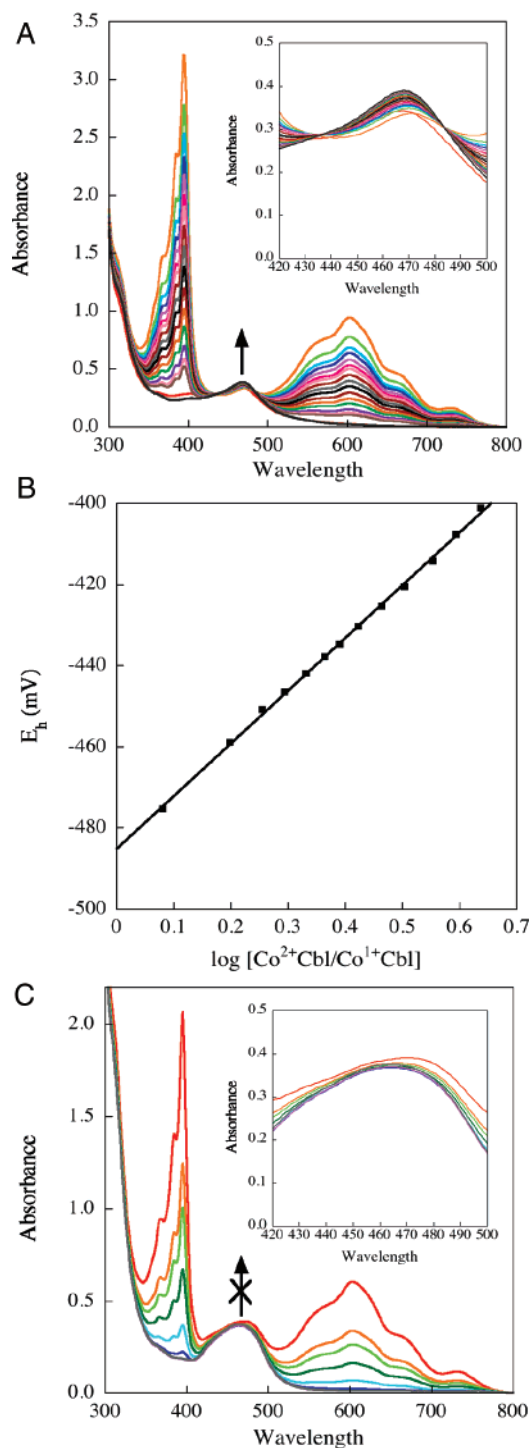 A
3.5
3.0
2.5
2.0
1.5
1.0
0.5
0.0
Absorbance
300 400 500 600 700 800
Wavelength
0.5
0.4
0.3
0.2
0.1
0.0
Absorbance
420 430 440 450 460 470 480 490 500
Wavelength
B
-400
-420
-440
-460
-480
-500
E_h (mV)
0 0.1 0.2 0.3 0.4 0.5 0.6 0.7
log [Co²⁺Cbl/Co¹⁺Cbl]
C
2.0
1.5
1.0
0.5
0.0
Absorbance
300 400 500 600 700 800
Wavelength
0.5
0.4
0.3
0.2
0.1
0.0
Absorbance
420 430 440 450 460 470 480 490 500
Wavelength